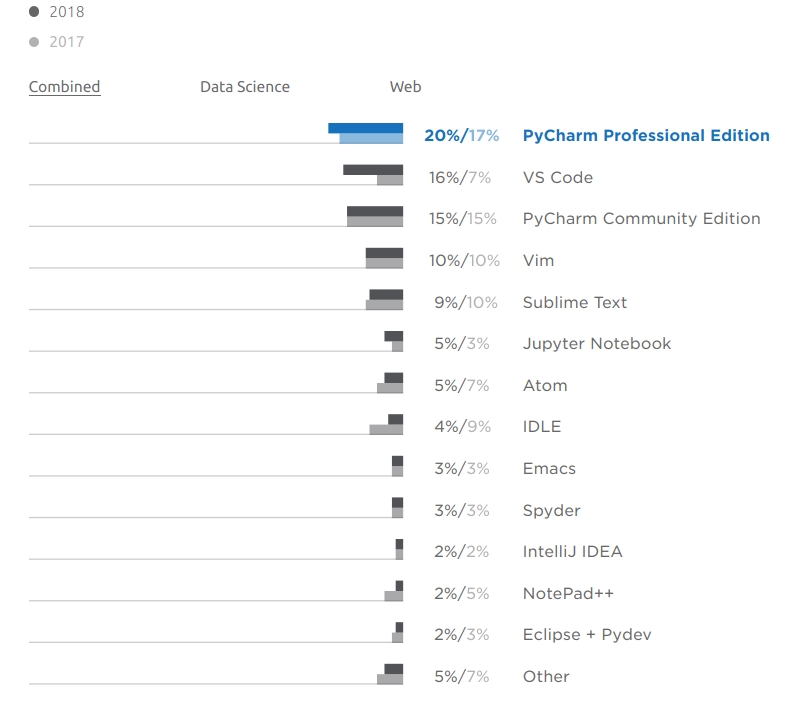 2018
2017
Combined Data Science Web
20%/17% PyCharm Professional Edition
16%/7% VS Code
15%/15% PyCharm Community Edition
10%/10% Vim
9%/10% Sublime Text
5%/3% Jupyter Notebook
5%/7% Atom
4%/9% IDLE
3%/3% Emacs
3%/3% Spyder
2%/2% IntelliJ IDEA
2%/5% NotePad++
2%/3% Eclipse + Pydev
5%/7% Other